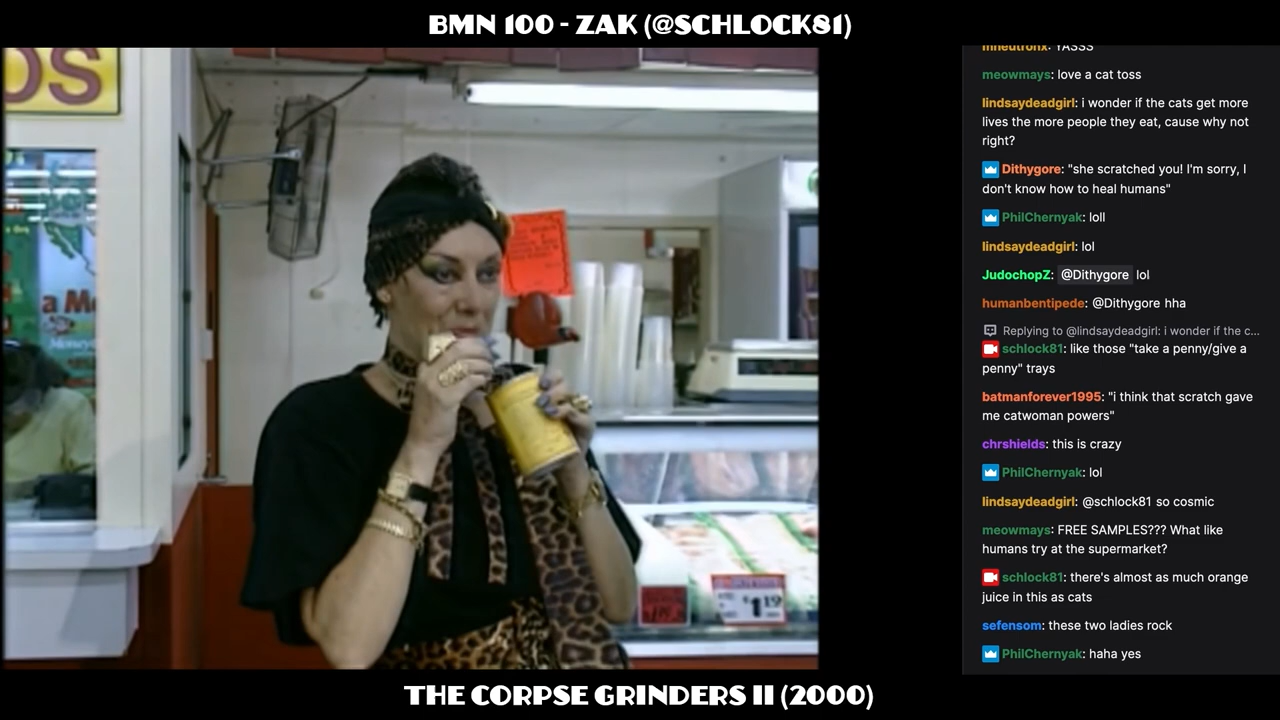 BMN 100 - ZAK (@SCHLOCK81)
OS
a M
$1.19
mneutronx: YASSS
meowmays: love a cat toss
lindsaydeadgirl: i wonder if the cats get more
lives the more people they eat, cause why not
right?
Dithygore: "she scratched you! I'm sorry, I
don't know how to heal humans"
PhilChernyak: loll
lindsaydeadgirl: lol
JudochopZ: @Dithygore lol
humanbentipede: @Dithygore hha
Replying to @lindsaydeadgirl: i wonder if the c...
schlock81: like those "take a penny/give a
penny" trays
batmanforever1995: "i think that scratch gave
me catwoman powers"
chrshields: this is crazy
PhilChernyak: lol
lindsaydeadgirl: @schlock81 so cosmic
meowmays: FREE SAMPLES??? What like
humans try at the supermarket?
schlock81: there's almost as much orange
juice in this as cats
sefensom: these two ladies rock
PhilChernyak: haha yes
THE CORPSE GRINDERS II (2000)